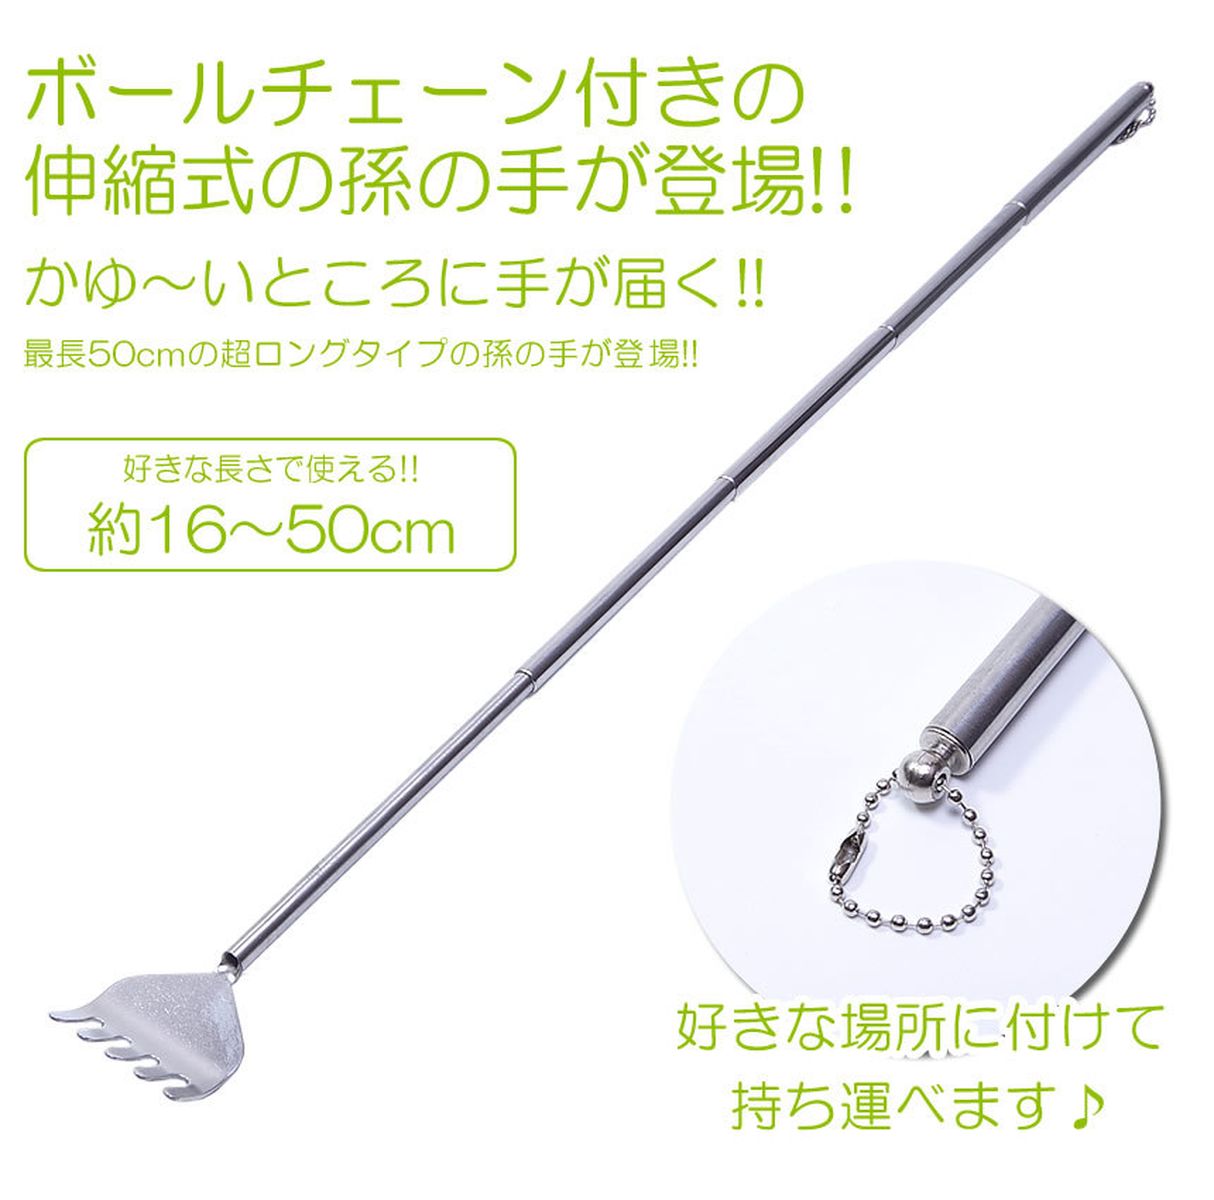 ボールチェーン付きの
伸縮式の孫の手が登場!!
かゆ〜いところに手が届く!!
最長50cmの超ロングタイプの孫の手が登場!!
好きな長さで使える!!
約16〜50cm
好きな場所に付けて
持ち運べます♪